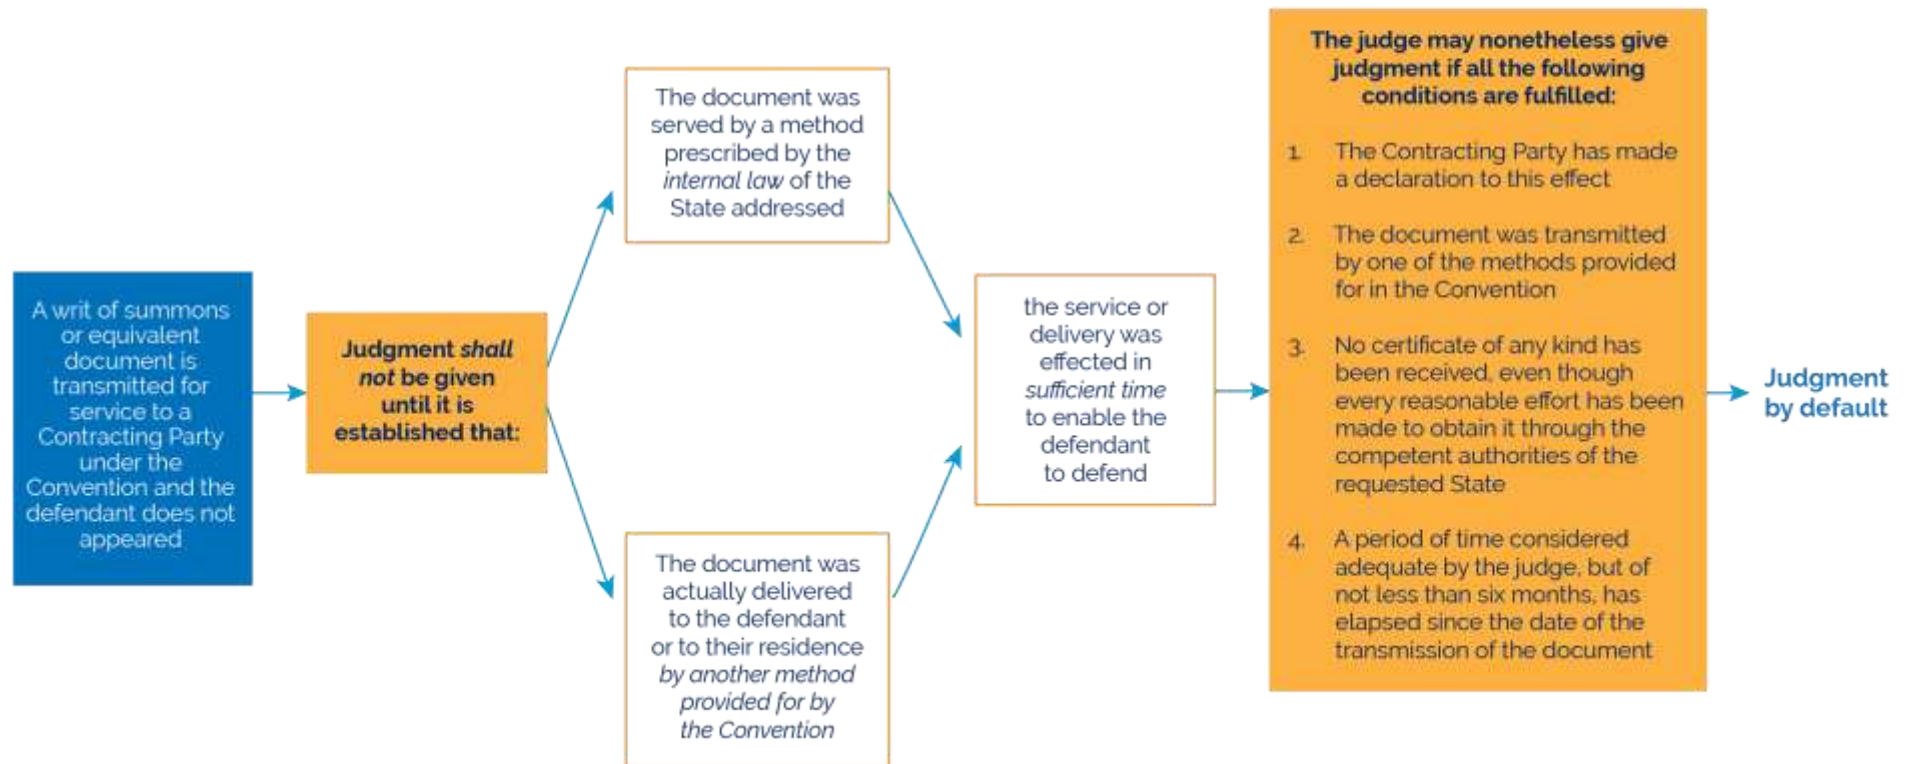 A writ of summons
or equivalent
document is
transmitted for
service to a
Contracting Party
under the
Convention and the
defendant does not
appeared
Judgment shall
not be given
until it is
established that:
The document was
served by a method
prescribed by the
internal law of the
State addressed
The document was
actually delivered
to the defendant
or to their residence
by another method
provided for by
the Convention
the service or
delivery was
effected in
sufficient time
to enable the
defendant
to defend
The judge may nonetheless give
judgment if all the following
conditions are fulfilled:
1. The Contracting Party has made
a declaration to this effect
2. The document was transmitted
by one of the methods provided
for in the Convention
3. No certificate of any kind has
been received, even though
every reasonable effort has been
made to obtain it through the
competent authorities of the
requested State
4. A period of time considered
adequate by the judge, but of
not less than six months, has
elapsed since the date of the
transmission of the document
Judgment
by default